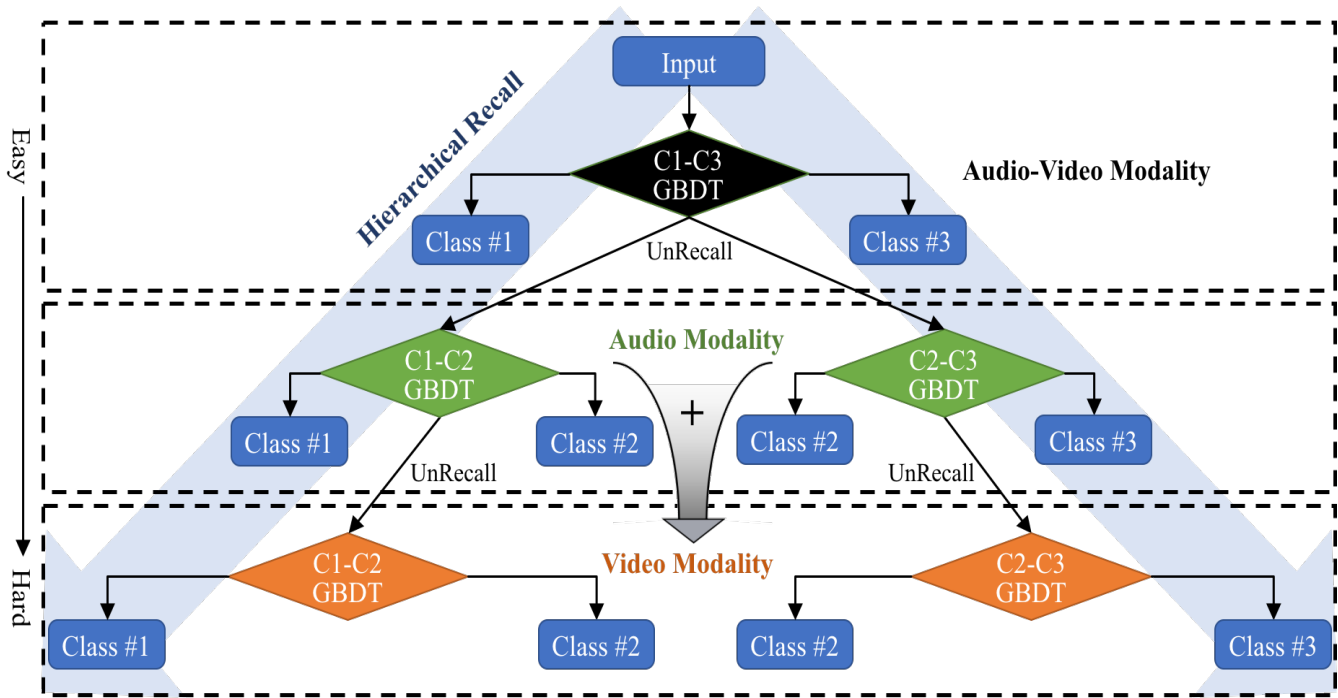 Input
Hierarchical Recall
Easy
C1-C3
GBDT
Audio-Video Modality
Class #1
Class #3
UnRecall
Audio Modality
C1-C2
GBDT
C2-C3
GBDT
+
Class #1
Class #2
Class #2
Class #3
UnRecall
UnRecall
Video Modality
Hard
C1-C2
GBDT
C2-C3
GBDT
Class #1
Class #2
Class #2
Class #3